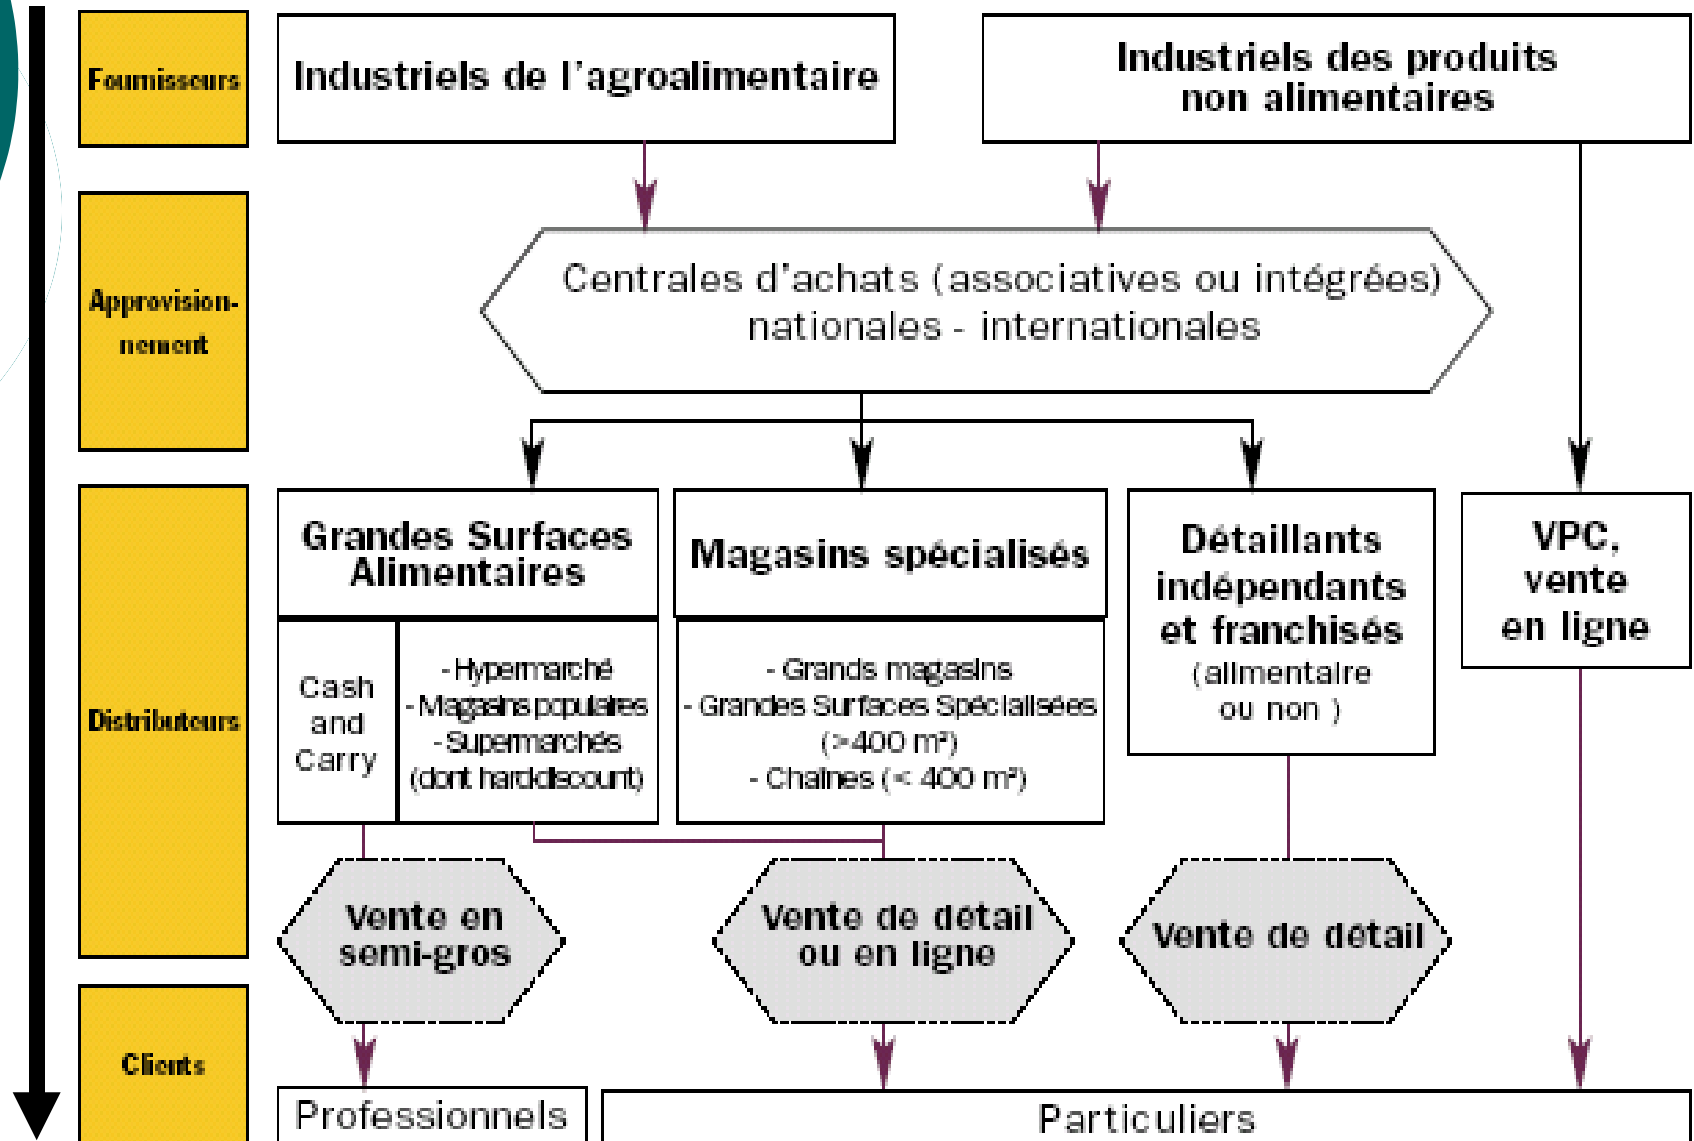 Fournisseurs
Industriels de l'agroalimentaire
Industriels des produits
non alimentaires
Approvision-
nement
Centrales d'achats (associatives ou intégrées)
nationales - internationales
Distributeurs
Grandes Surfaces
Alimentaires
Cash
and
Carry
- Hypermarché
- Magasins populaires
- Supermarchés
(dont hard-discount)
Magasins spécialisés
- Grands magasins
- Grandes Surfaces Spécialisées
(>400 m²)
- Chaînes (< 400 m²)
Détaillants
indépendants
et franchisés
(alimentaire
ou non )
VPC,
vente
en ligne
Vente en
semi-gros
Vente de détail
ou en ligne
Vente de détail
Clients
Professionnels
Particuliers